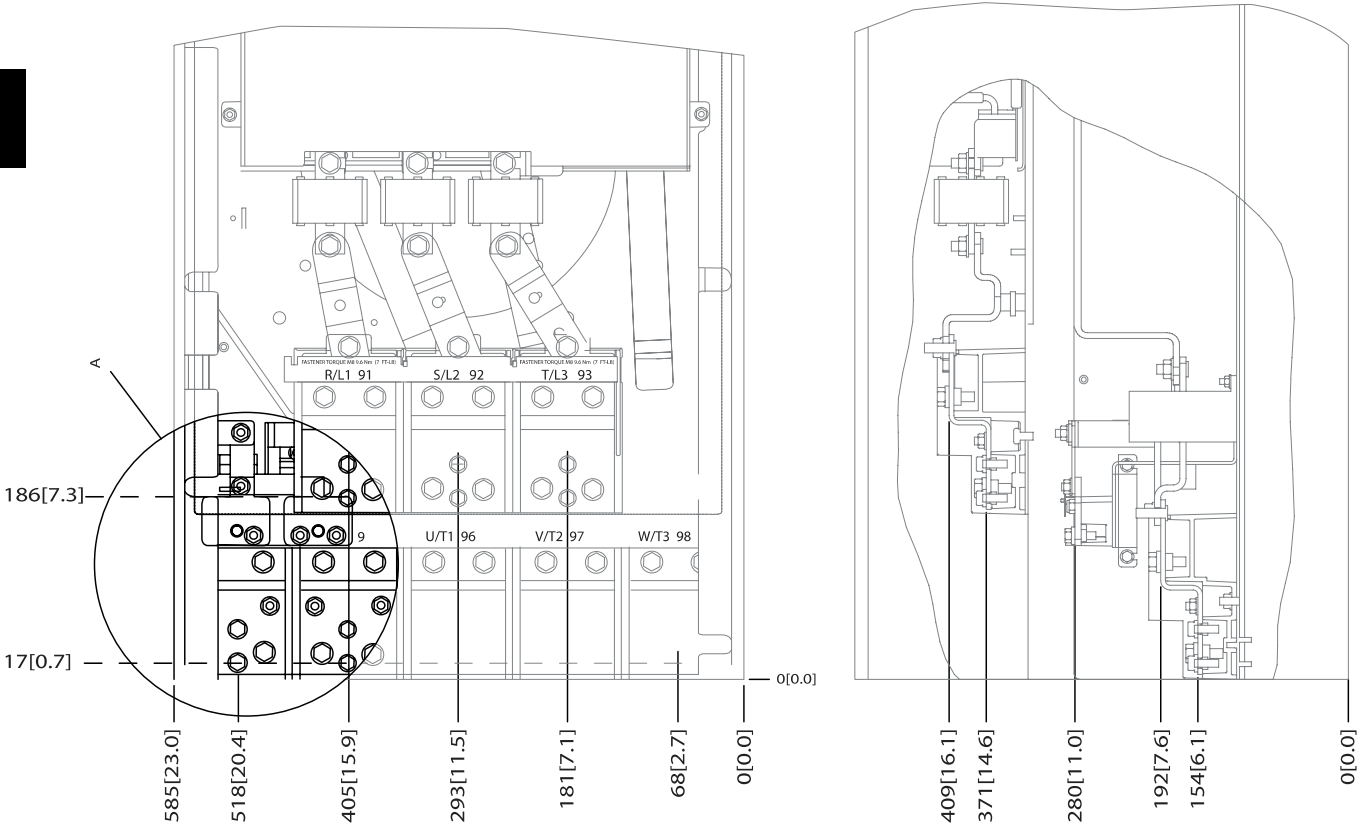 A
FASTENER TORQUE M8 9.6 Nm (7 FT-LB)
FASTENER TORQUE M8 9.6 Nm (7 FT-LB)
R/L1 91
S/L2 92
T/L3 93
186[7.3]
9
U/T1 96
V/T2 97
W/T3 98
17[0.7]
0[0.0]
585[23.0]
518[20.4]
405[15.9]
293[11.5]
181[7.1]
68[2.7]
0[0.0]
409[16.1]
371[14.6]
280[11.0]
192[7.6]
154[6.1]
0[0.0]